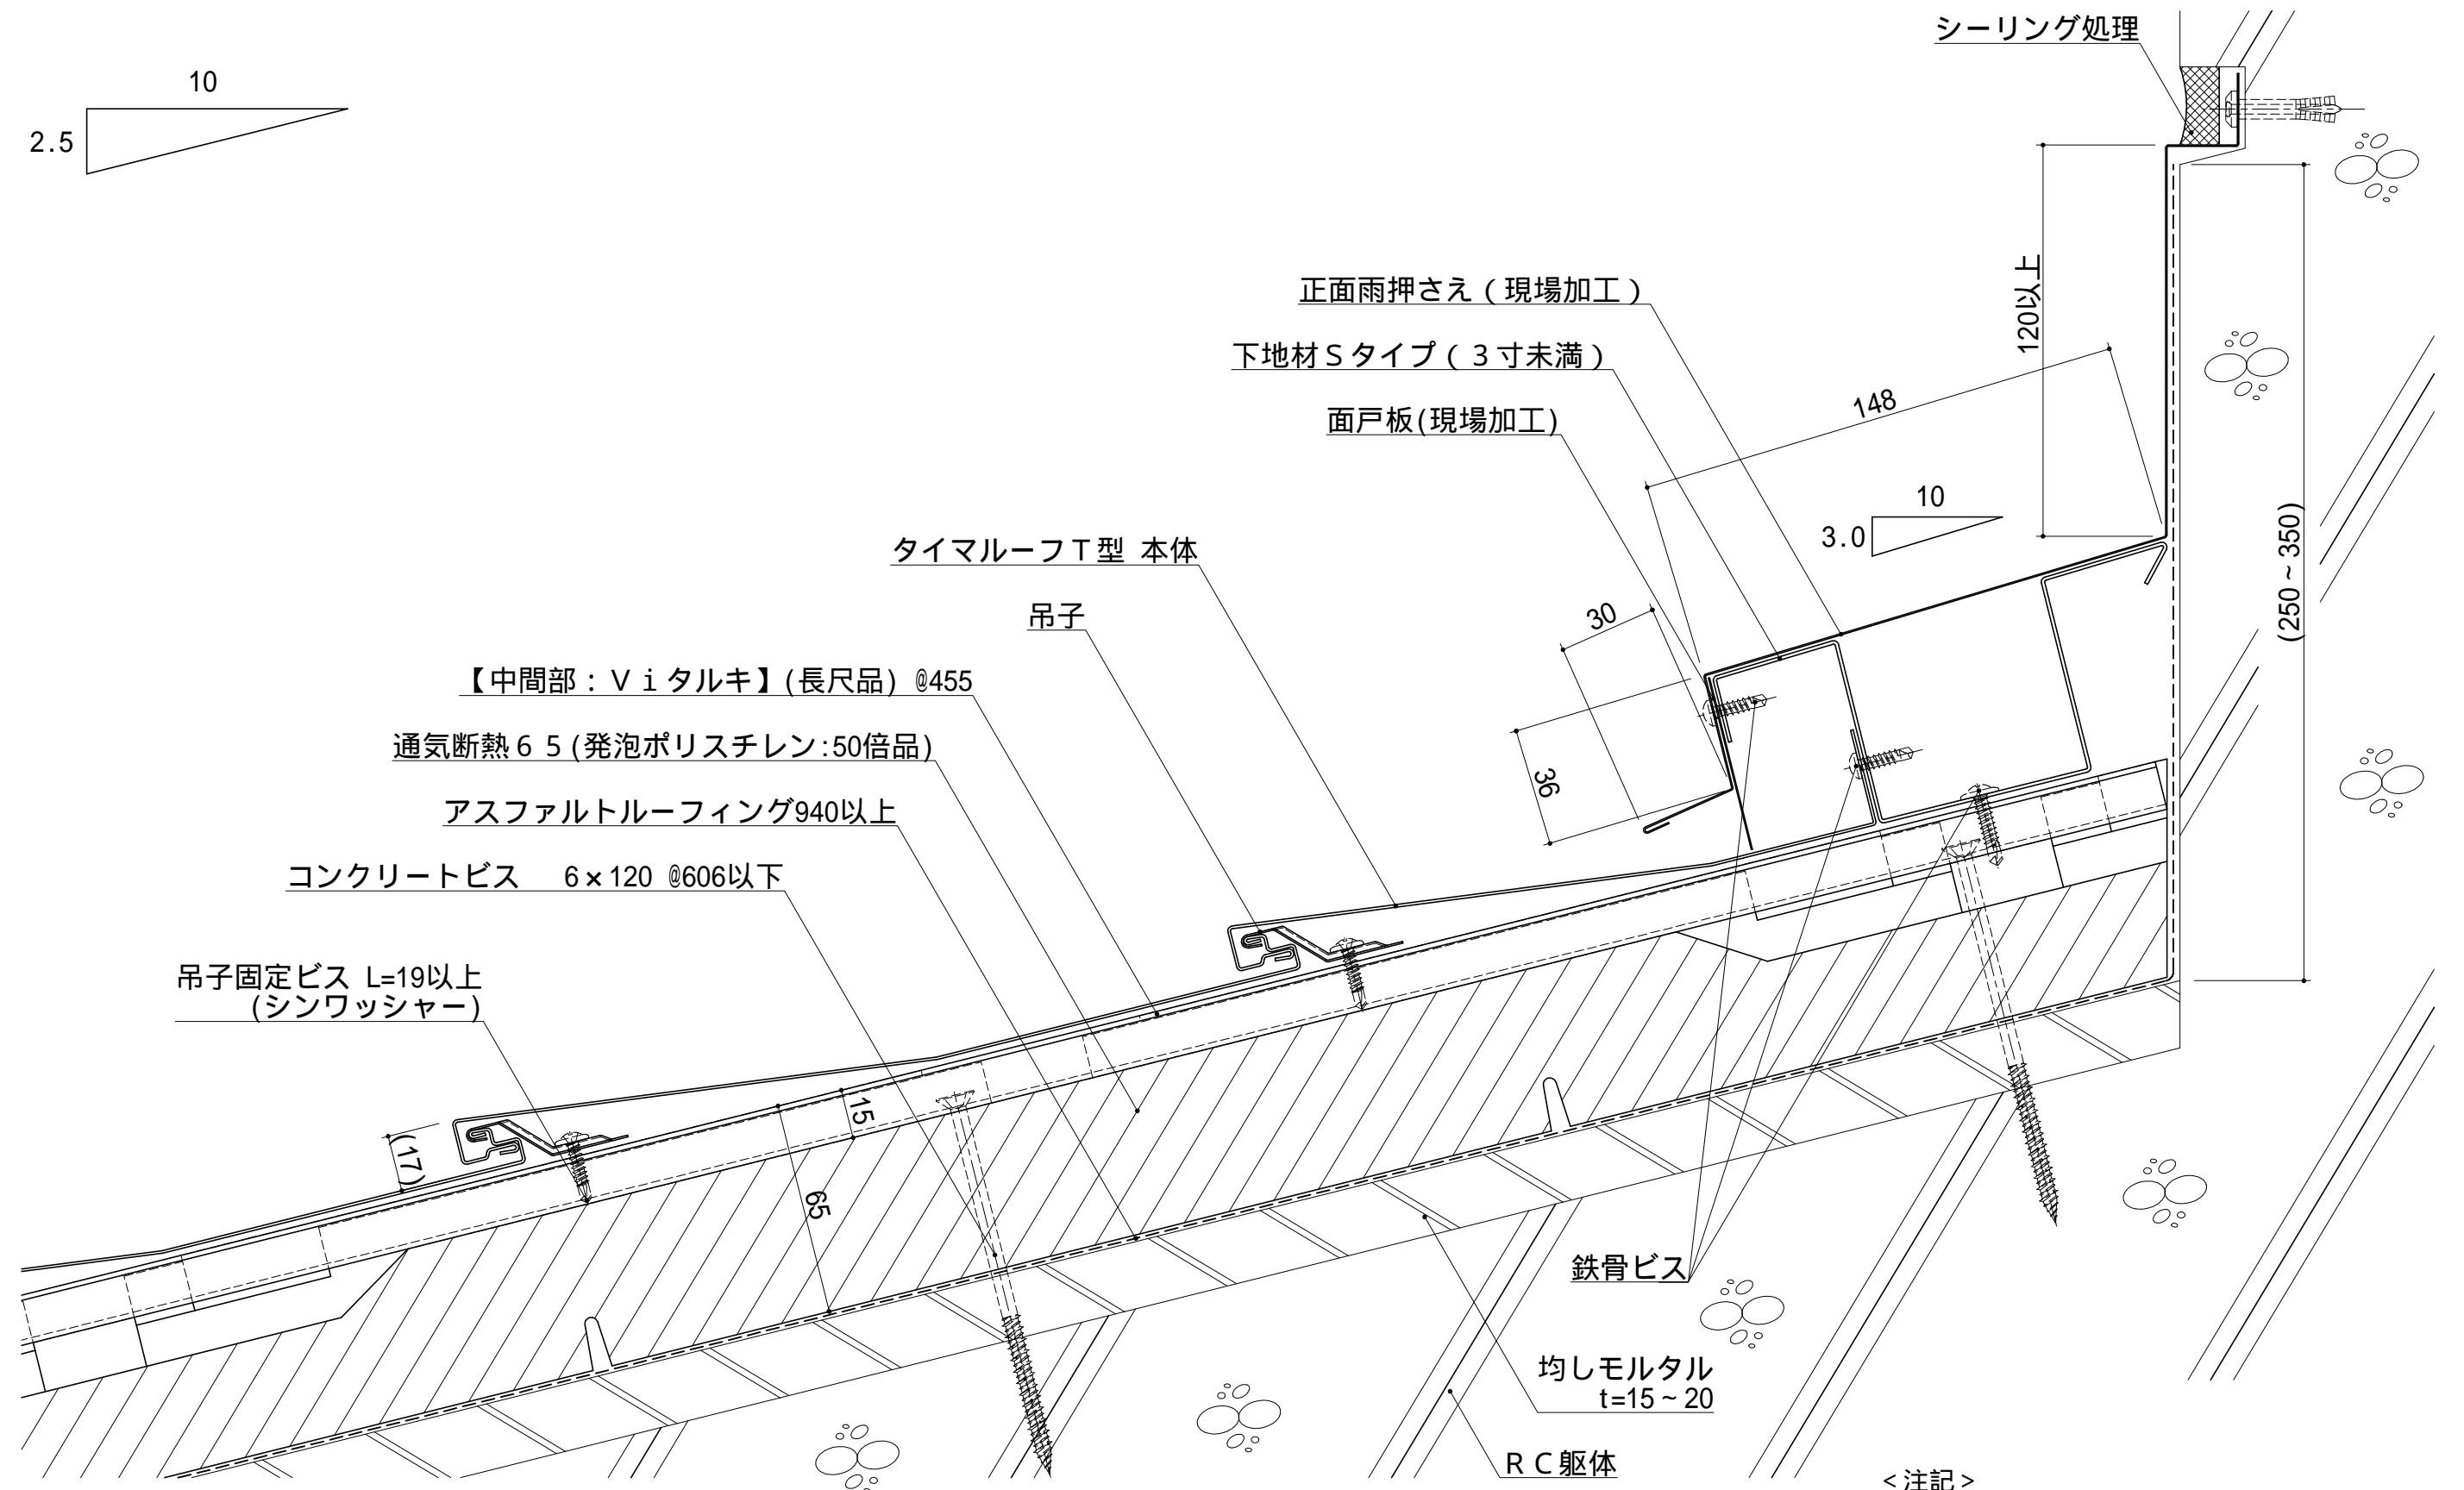 シーリング処理
10
2.5
120以上
正面雨押さえ（現場加工）
下地材Ｓタイプ（３寸未満）
148
面戸板(現場加工)
10
3.0
(250～350)
タイマルーフＴ型 本体
30
吊子
【中間部：Ｖｉタルキ】(長尺品) @455
通気断熱６５(発泡ポリスチレン:50倍品)
36
アスファルトルーフィング940以上
コンクリートビス　6×120 @606以下
吊子固定ビス L=19以上
(シンワッシャー)
15
(17)
65
鉄骨ビス
均しモルタル
t=15～20
ＲＣ躯体
＜注記＞